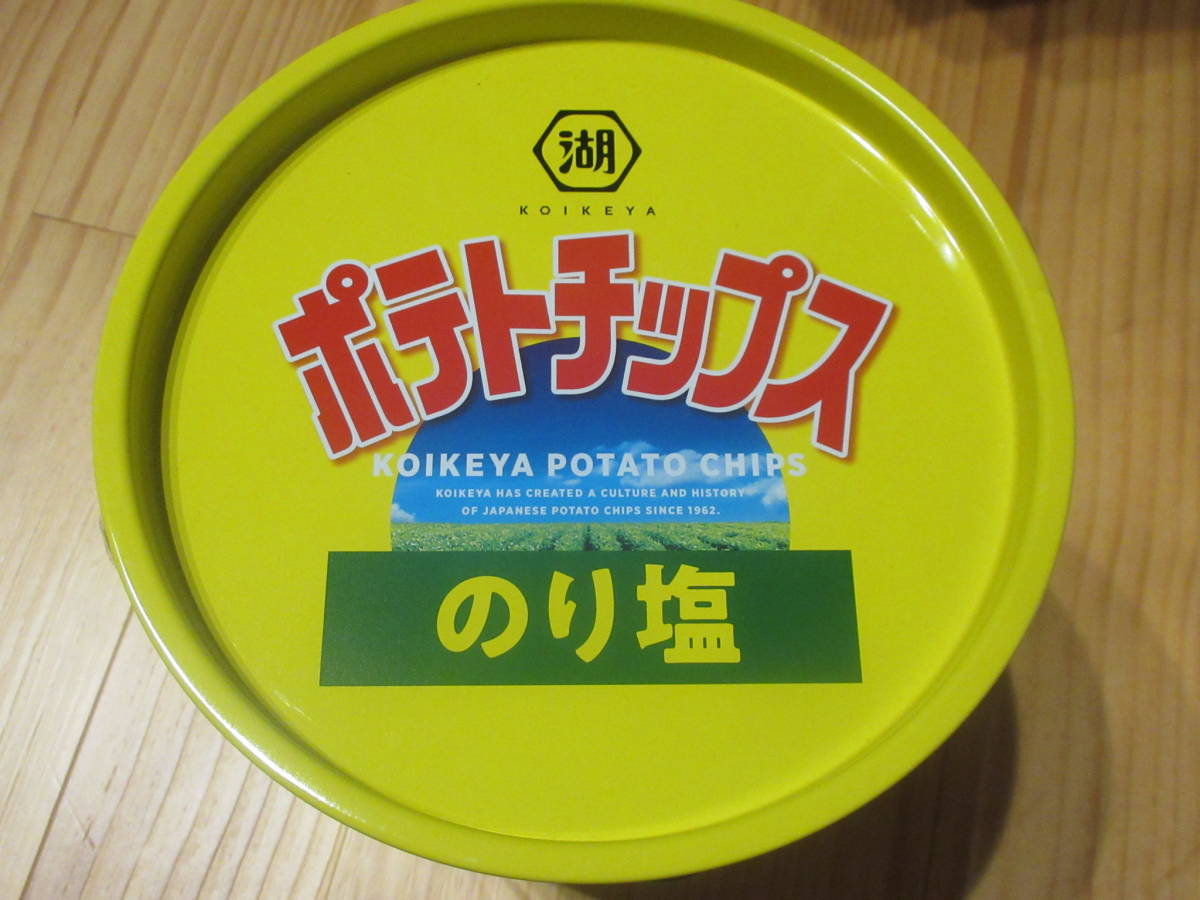 湖
KOIKEYA
ポテトチップス
KOIKEYA POTATO CHIPS
KOIKEYA HAS CREATED A CULTURE AND HISTORY
OF JAPANESE POTATO CHIPS SINCE 1962.
のり塩